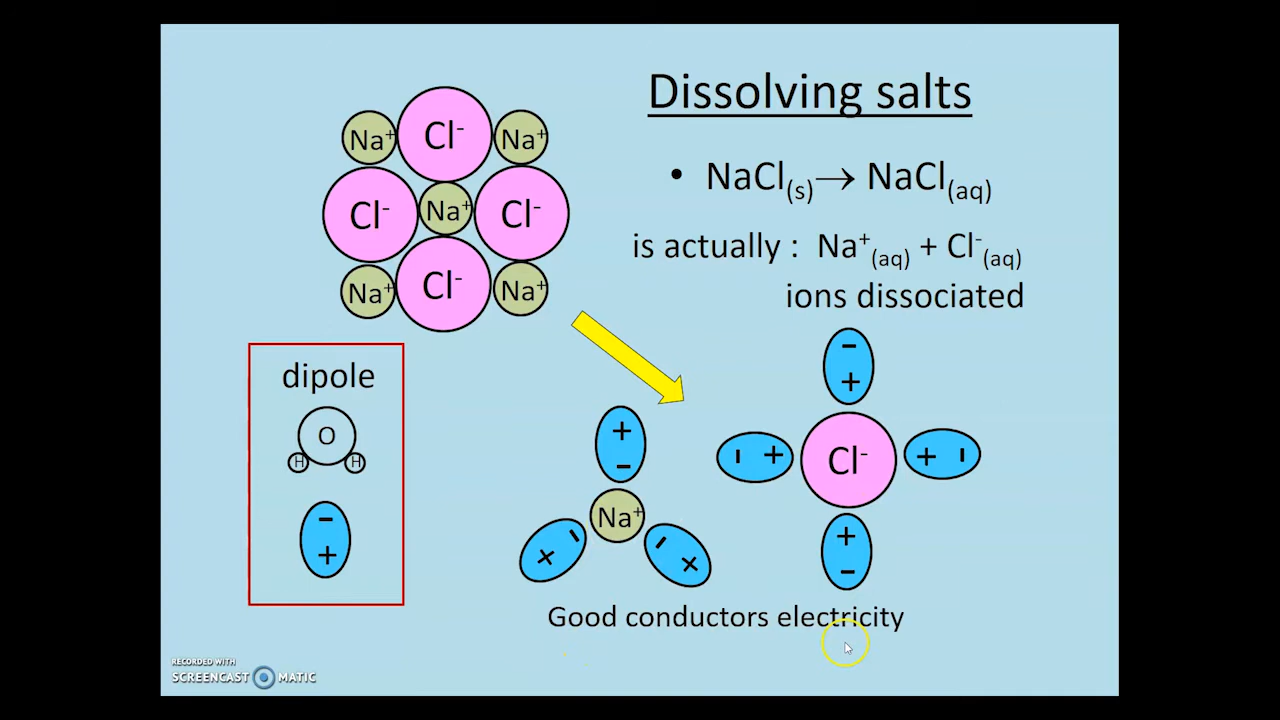 Dissolving salts
• NaCl(s)→ NaCl(aq)
is actually : Na+(aq) + Cl-(aq)
ions dissociated
Na+ Cl- Na+
Cl- Na+ Cl-
Na+ Cl- Na+
dipole
O
H H
-
+
+
-
Na+
- +
- +
-
+
- + Cl- + -
+
-
Good conductors electricity
RECORDED WITH
SCREENCAST MATIC